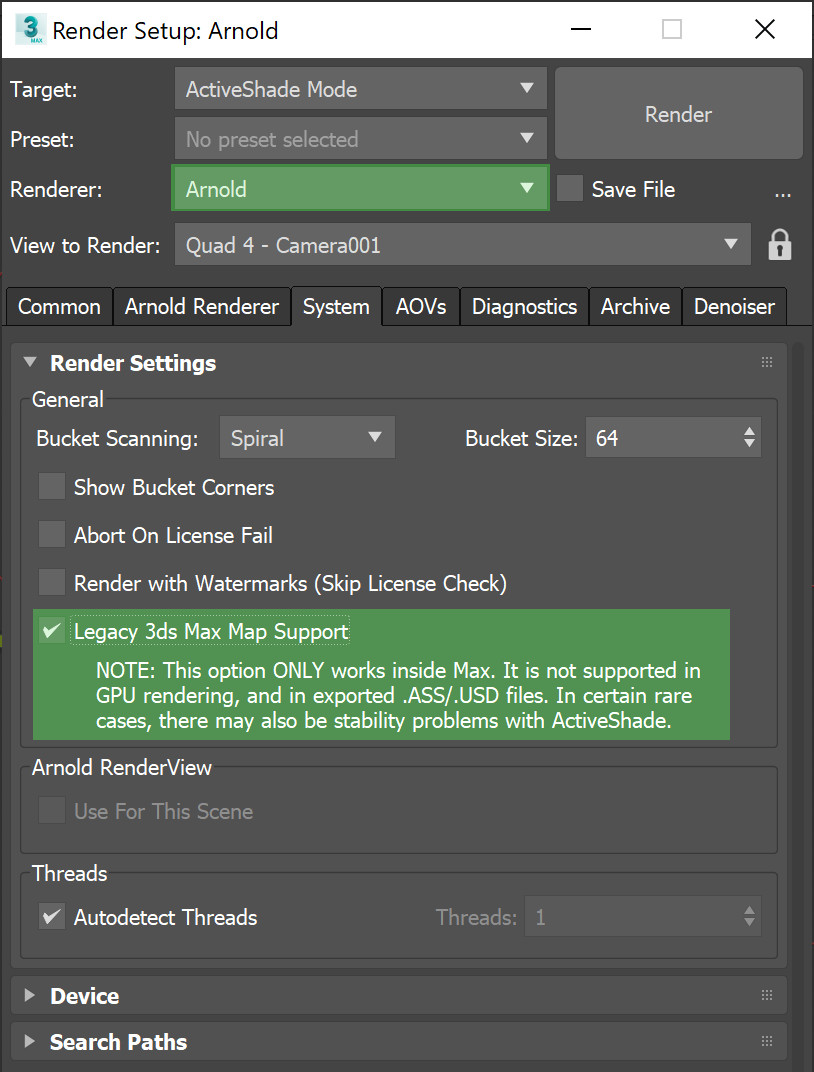 3 MAX Render Setup: Arnold
Target: ActiveShade Mode
Render
Preset: No preset selected
Renderer: Arnold Save File ...
View to Render: Quad 4 - Camera001
Common Arnold Renderer System AOVs Diagnostics Archive Denoiser
Render Settings
General
Bucket Scanning: Spiral Bucket Size: 64
Show Bucket Corners
Abort On License Fail
Render with Watermarks (Skip License Check)
Legacy 3ds Max Map Support
NOTE: This option ONLY works inside Max. It is not supported in
GPU rendering, and in exported .ASS/.USD files. In certain rare
cases, there may also be stability problems with ActiveShade.
Arnold RenderView
Use For This Scene
Threads
Autodetect Threads Threads: 1
Device
Search Paths